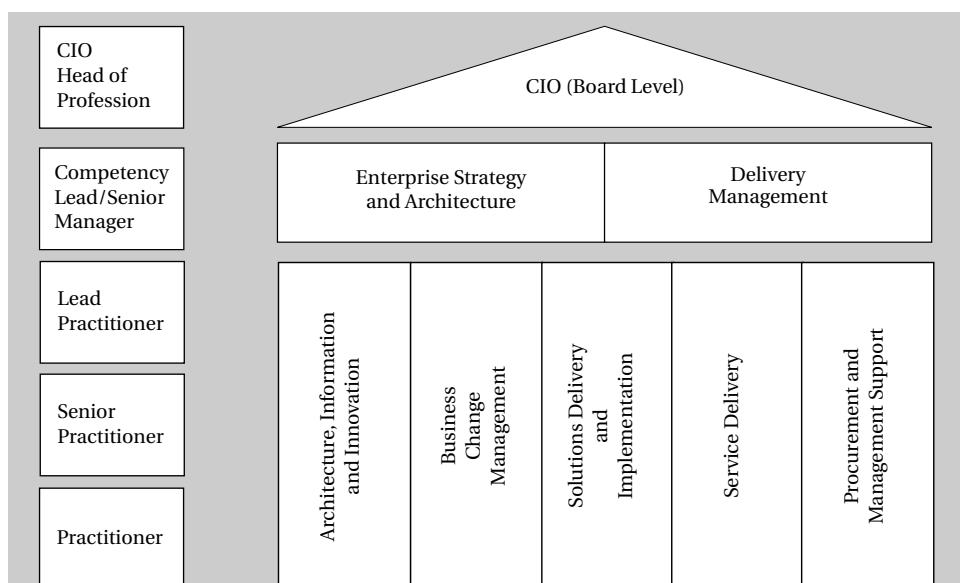 CIO
Head of
Profession
CIO (Board Level)
Competency
Lead/Senior
Manager
Enterprise Strategy
and Architecture
Delivery
Management
Lead
Practitioner
Senior
Practitioner
Practitioner
Architecture, Information
and Innovation
Business
Change
Management
Solutions Delivery
and
Implementation
Service Delivery
Procurement and
Management Support